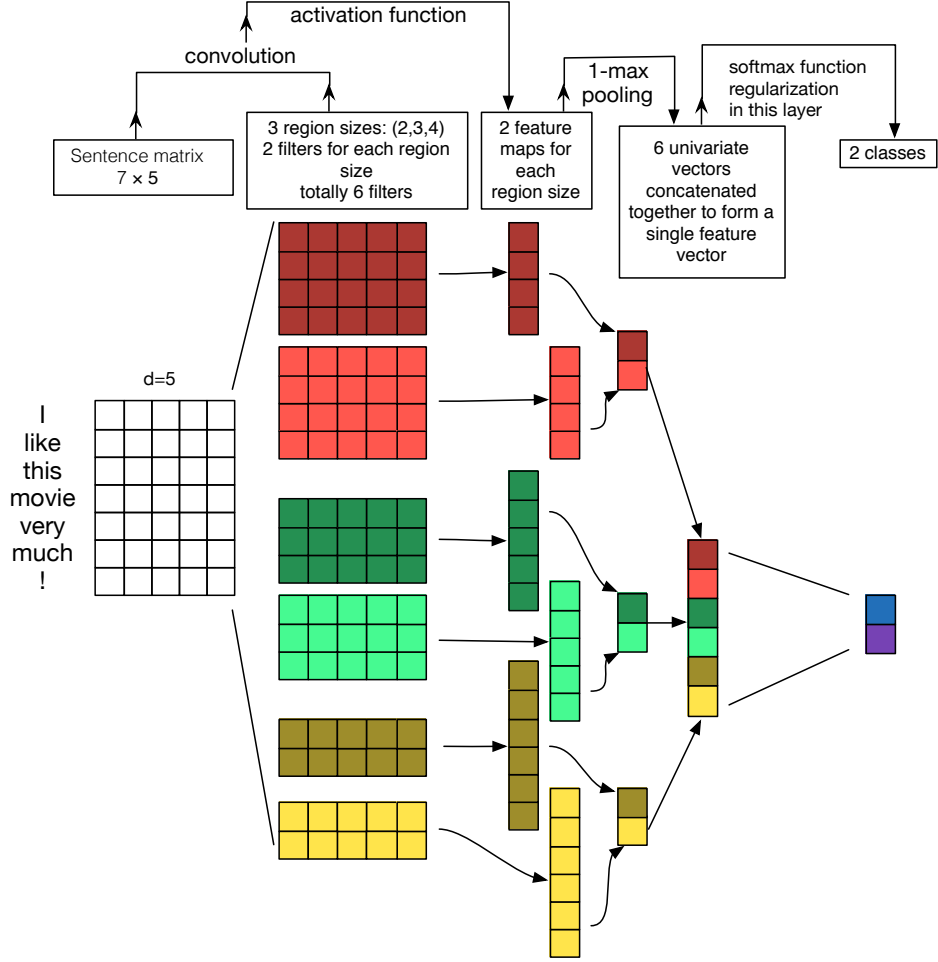 activation function
convolution
1-max
pooling
softmax function
regularization
in this layer
Sentence matrix
7 × 5
3 region sizes: (2,3,4)
2 filters for each region
size
totally 6 filters
2 feature
maps for
each
region size
6 univariate
vectors
concatenated
together to form a
single feature
vector
2 classes
d=5
I
like
this
movie
very
much
!